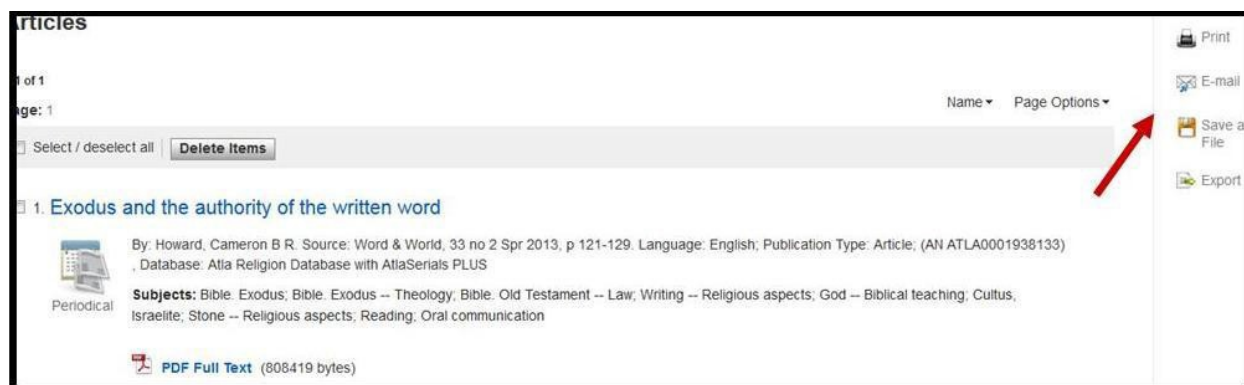 rticles
1 of 1
age: 1
Name Page Options
Select / deselect all Delete Items
1. Exodus and the authority of the written word
By: Howard, Cameron B R. Source: Word & World, 33 no 2 Spr 2013, p 121-129. Language: English; Publication Type: Article; (AN ATLA0001938133)
, Database: Atla Religion Database with AtlaSerials PLUS
Periodical
Subjects: Bible. Exodus; Bible. Exodus -- Theology; Bible. Old Testament -- Law; Writing -- Religious aspects; God -- Biblical teaching; Cultus,
Israelite; Stone -- Religious aspects; Reading; Oral communication
PDF Full Text (808419 bytes)
Print
E-mail
Save a
File
Export